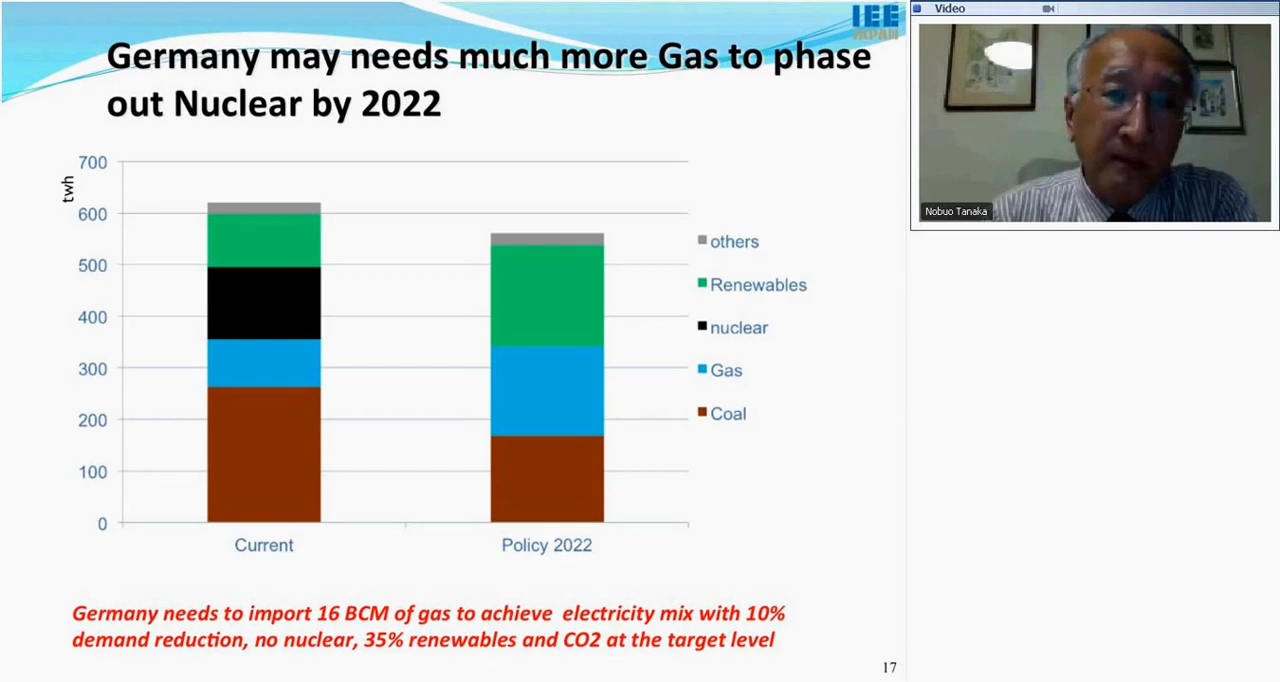 IEE
JAPAN
Germany may needs much more Gas to phase
out Nuclear by 2022
twh
700
600
500
400
300
200
100
0
Current
Policy 2022
others
Renewables
nuclear
Gas
Coal
Germany needs to import 16 BCM of gas to achieve electricity mix with 10%
demand reduction, no nuclear, 35% renewables and CO2 at the target level
17
Video
Nobuo Tanaka